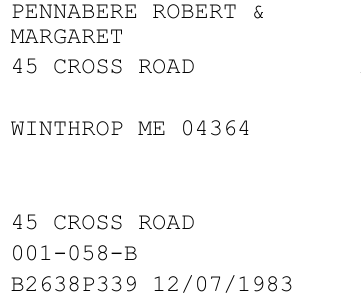 PENNABERE ROBERT &
MARGARET
45 CROSS ROAD
WINTHROP ME 04364
45 CROSS ROAD
001-058-B
B2638P339 12/07/1983